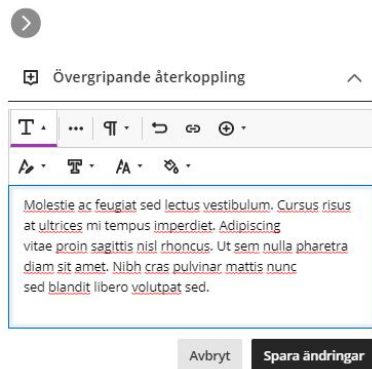 Övergripande återkoppling
Molestie ac feugiat sed lectus vestibulum. Cursus risus
at ultrices mi tempus imperdiet. Adipiscing
vitae proin sagittis nisl rhoncus. Ut sem nulla pharetra
diam sit amet. Nibh cras pulvinar mattis nunc
sed blandit libero volutpat sed.
Avbryt Spara ändringar